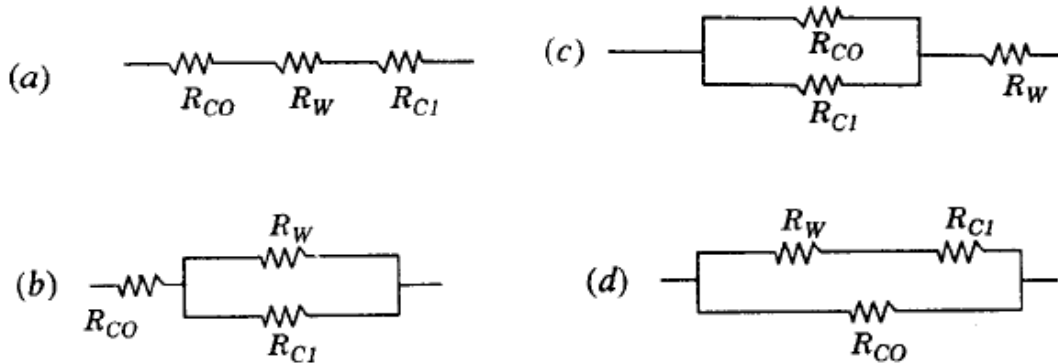 (a) R_CO R_W R_C1
(b) R_CO R_W R_C1
(c) R_CO R_C1 R_W
(d) R_W R_C1 R_CO